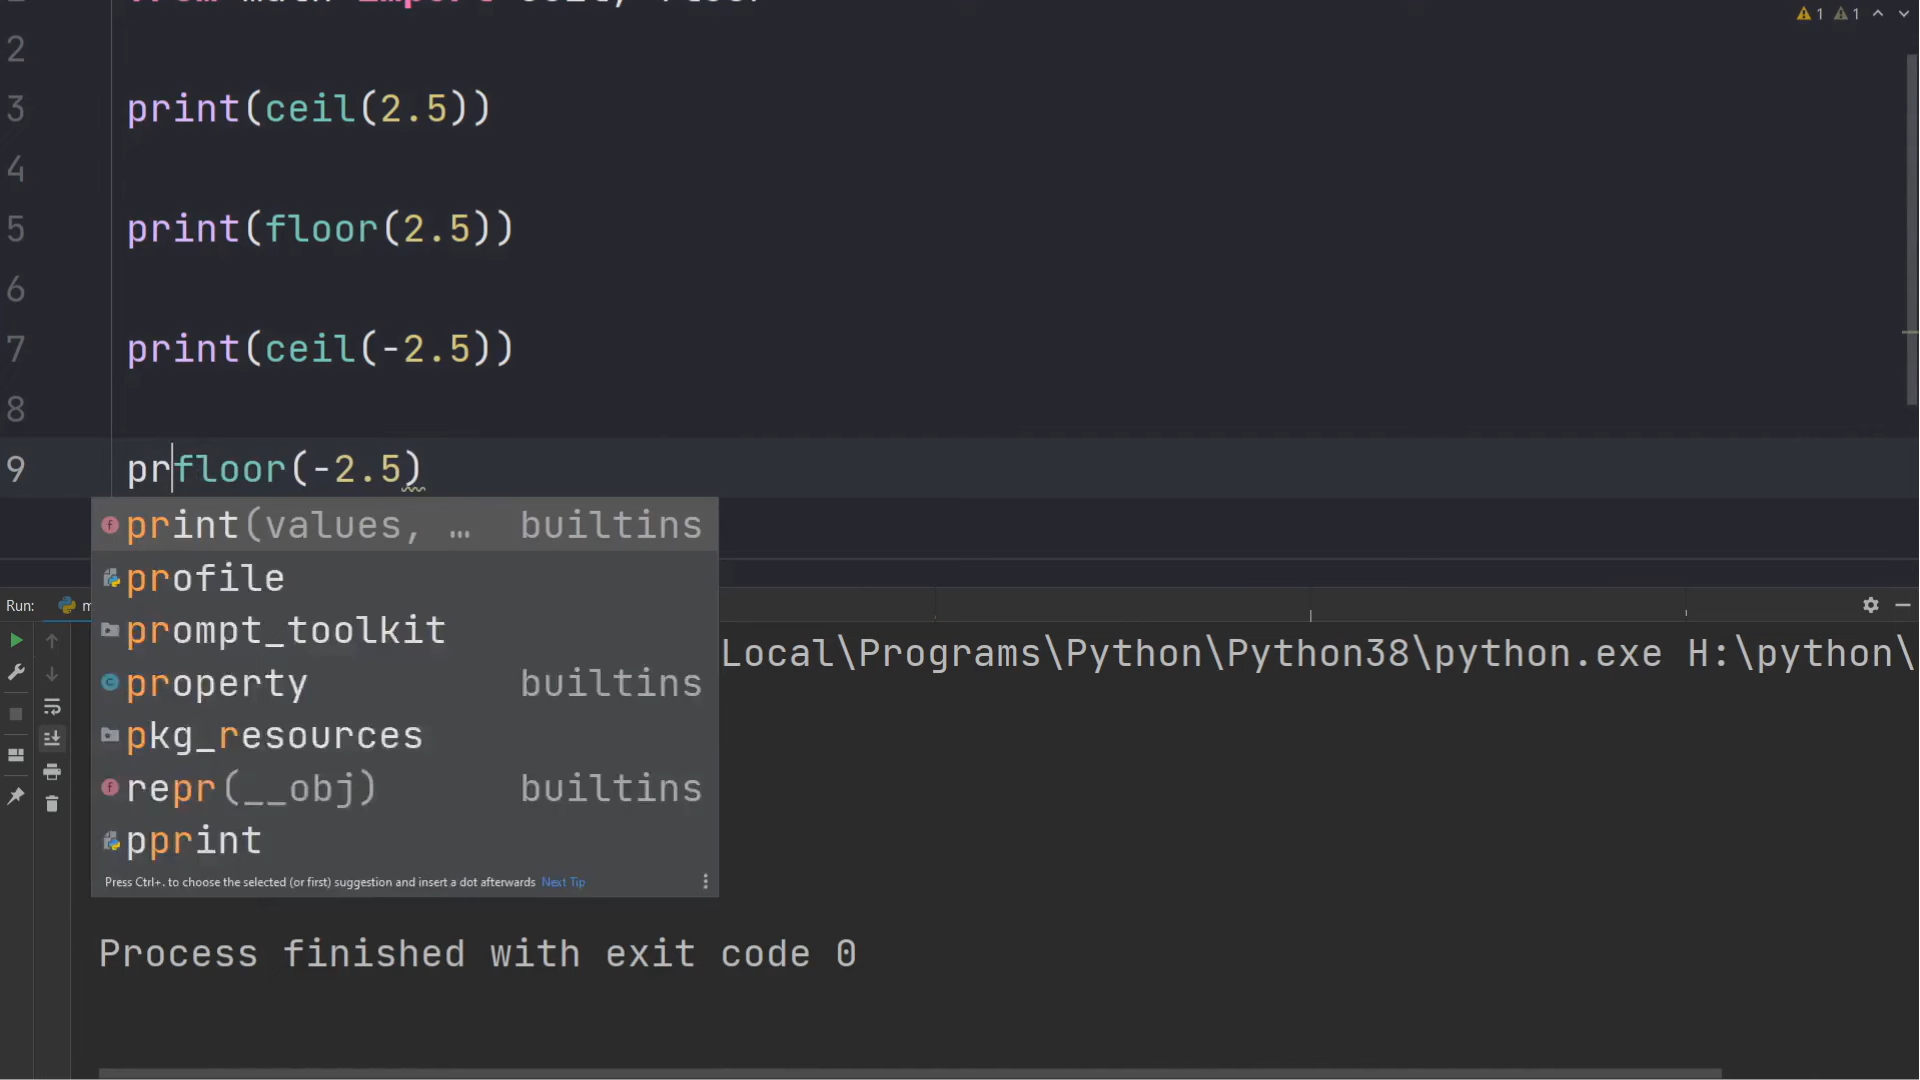 1 1
2
3 print(ceil(2.5))
4
5 print(floor(2.5))
6
7 print(ceil(-2.5))
8
9 prfloor(-2.5)
print(values, … builtins
profile
prompt_toolkit
property builtins
pkg_resources
repr(__obj) builtins
pprint
Press Ctrl+. to choose the selected (or first) suggestion and insert a dot afterwards Next Tip
Run: m
Local\Programs\Python\Python38\python.exe H:\python\
Process finished with exit code 0